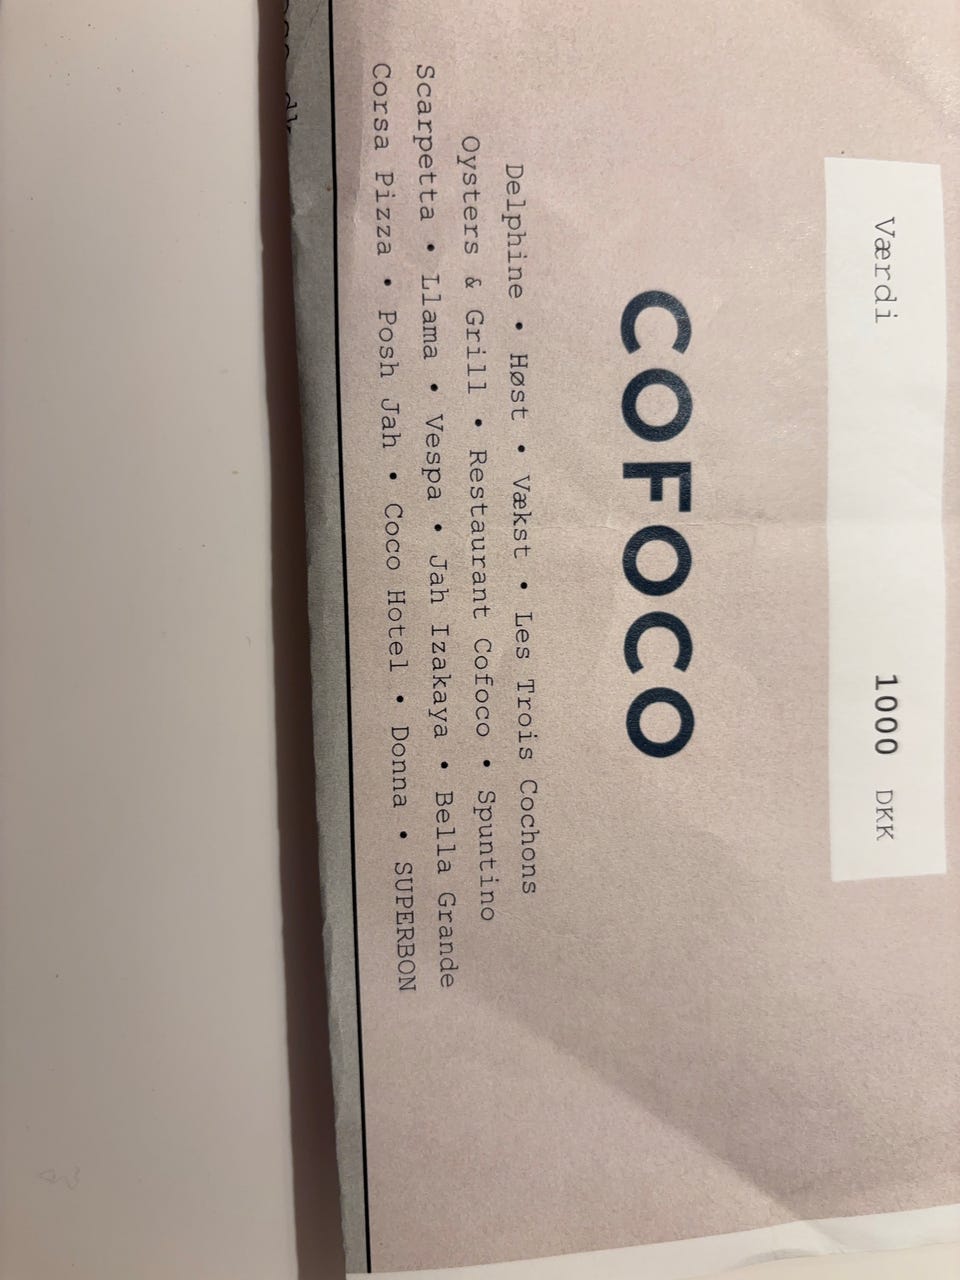 Værdi 1000 DKK
COFOCO
Delphine • Høst • Vækst • Les Trois Cochons
Oysters & Grill • Restaurant Cofoco • Spuntino
Scarpetta • Llama • Vespa • Jah Izakaya • Bella Grande
Corsa Pizza • Posh Jah • Coco Hotel • Donna • SUPERBON